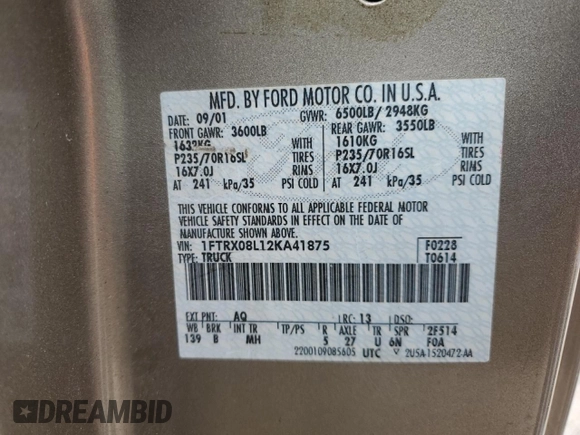 MFD. BY FORD MOTOR CO. IN U.S.A.
DATE: 09/01 GVWR: 6500LB/ 2948KG
FRONT GAWR: 3600LB REAR GAWR: 3550LB
1632KG WITH 1610KG WITH
P235/70R16SL TIRES P235/70R16SL TIRES
16X7.0J RIMS 16X7.0J RIMS
AT 241 kPa/35 PSI COLD AT 241 kPa/35 PSI COLD
THIS VEHICLE CONFORMS TO ALL APPLICABLE FEDERAL MOTOR
VEHICLE SAFETY STANDARDS IN EFFECT ON THE DATE OF
MANUFACTURE SHOWN ABOVE.
VIN: 1FTRX08L12KA41875 F0228
TYPE: TRUCK T0614
EXT PNT: AQ RC: 13 DSO:
WB BRK INT TR TP/PS R AXLE TR SPR 2F514
139 B MH 5 27 U 6N F0A
2200109085605 UTC 2U5A-1520472-AA
DREAMBID